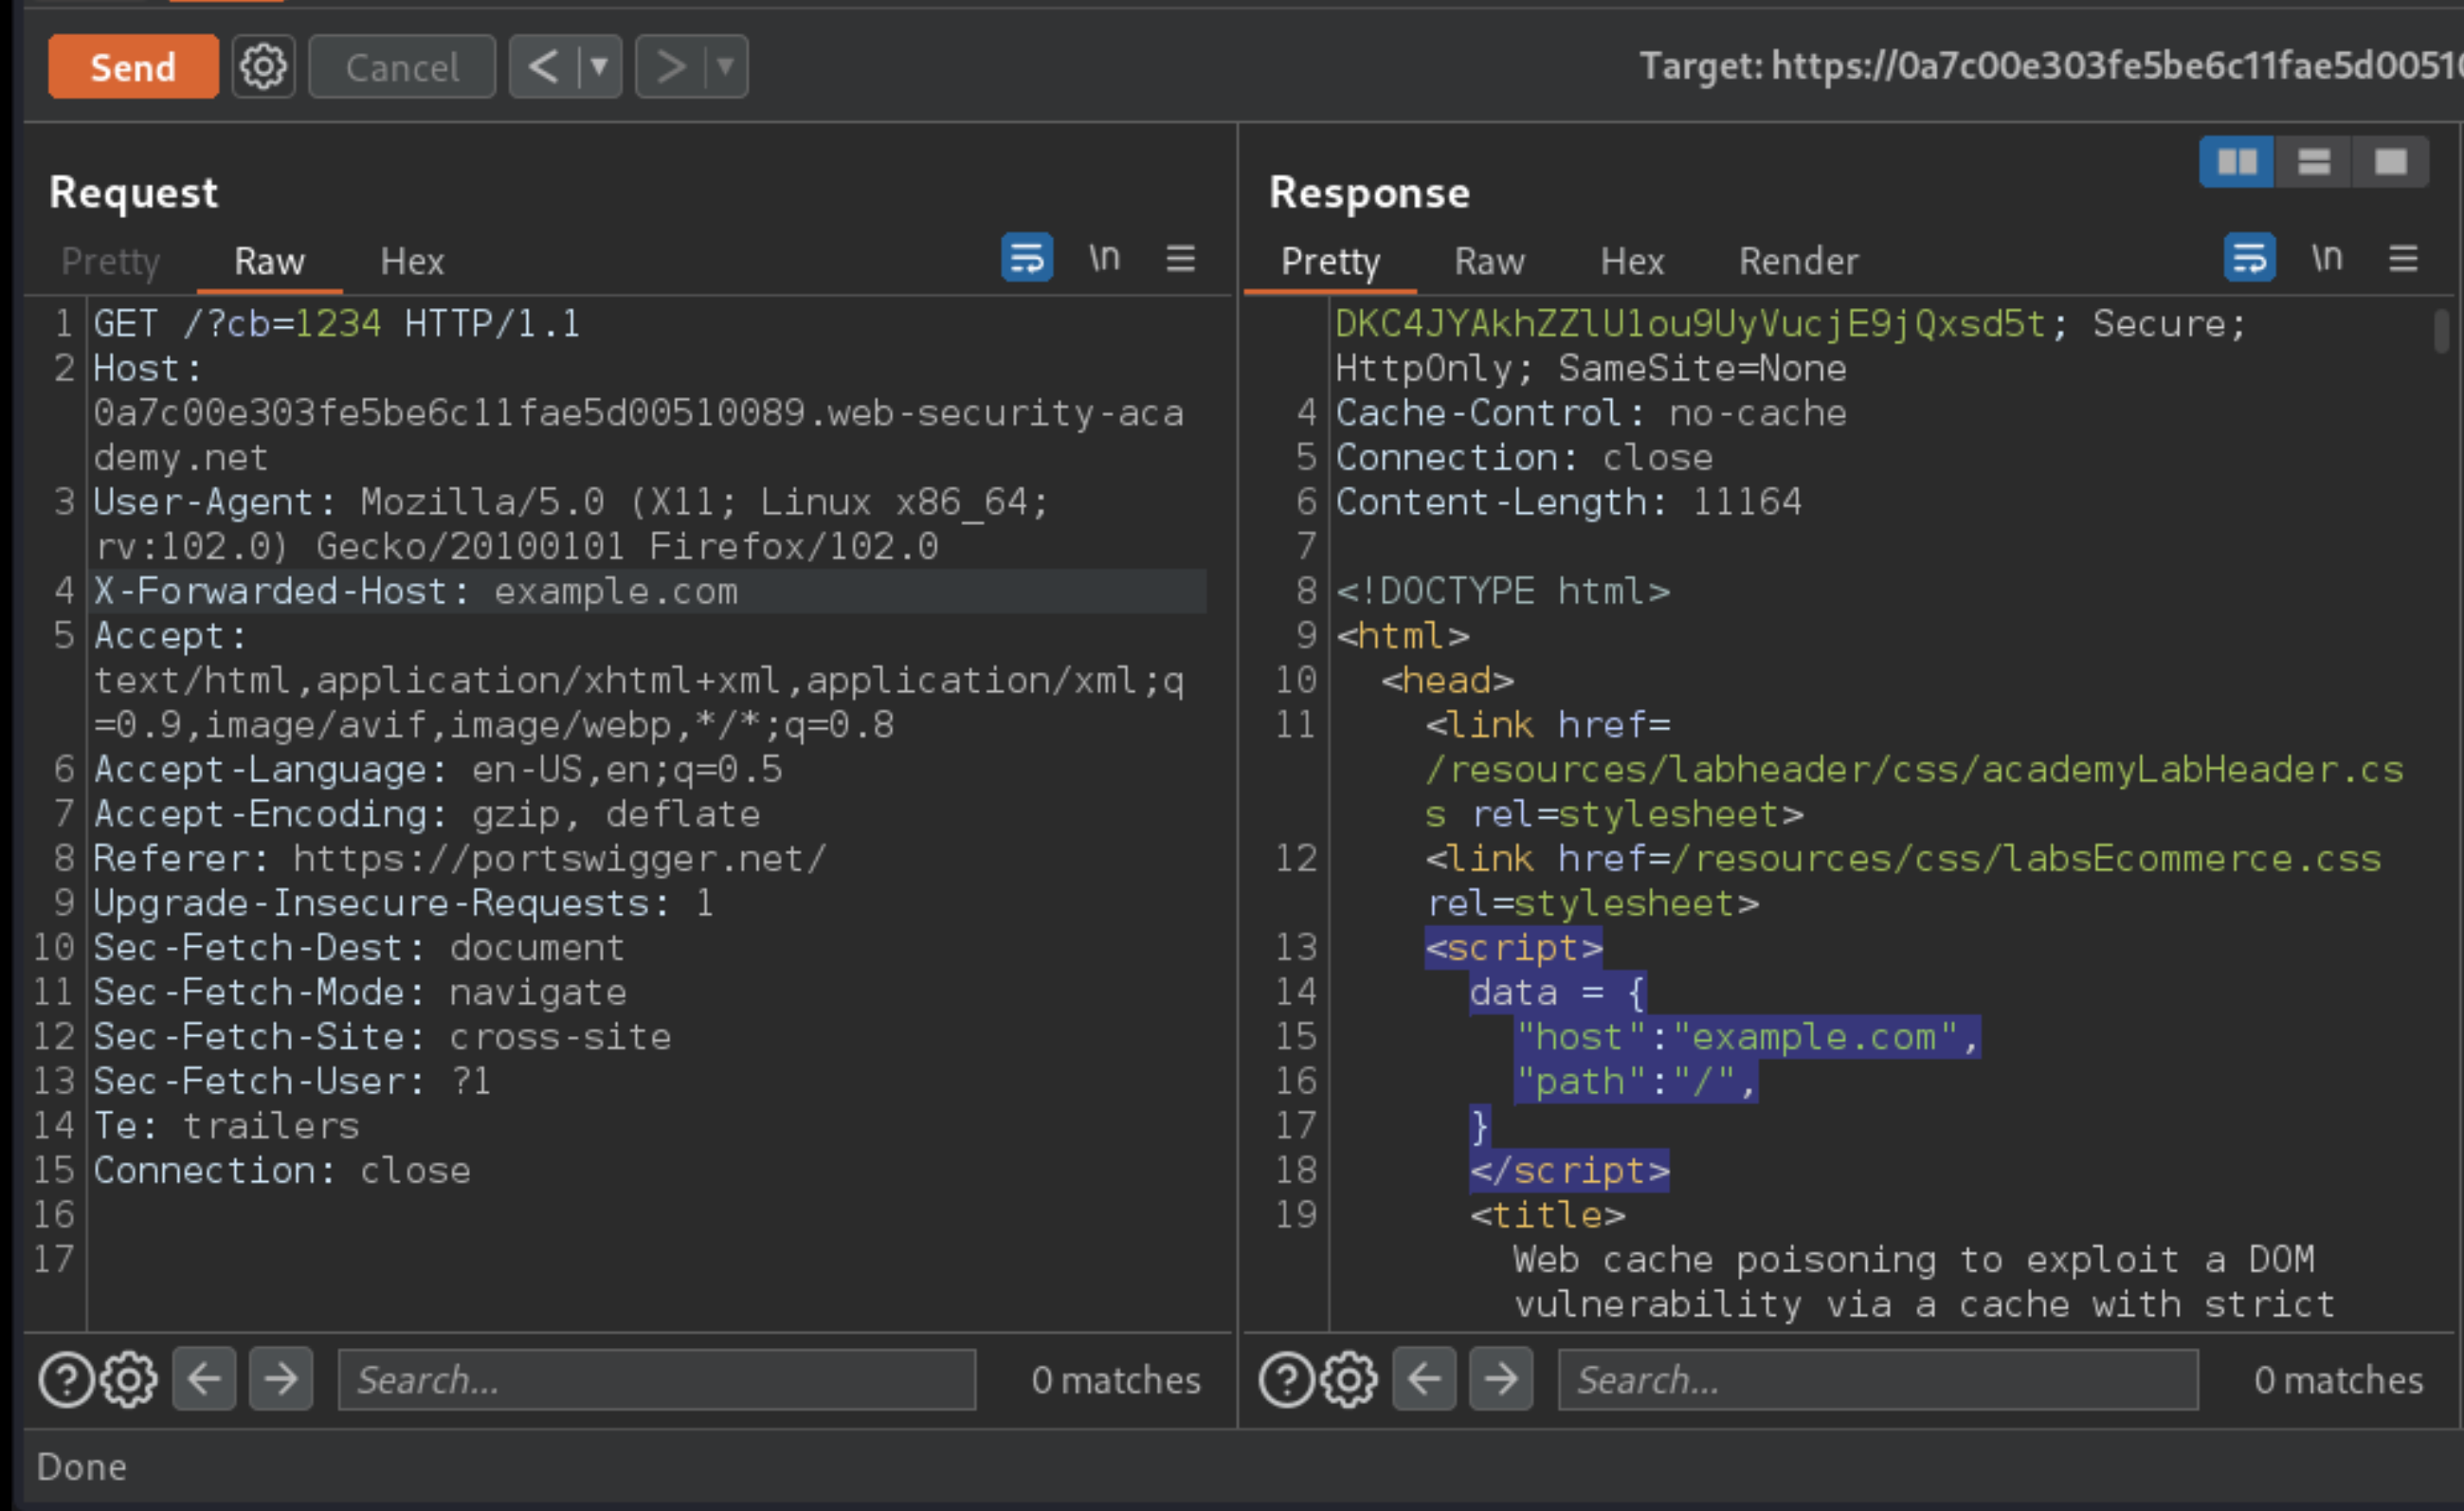 Send
Cancel
Target: https://0a7c00e303fe5be6c11fae5d00510
Request
Pretty Raw Hex \n
1 GET /?cb=1234 HTTP/1.1
2 Host:
0a7c00e303fe5be6c11fae5d00510089.web-security-aca
demy.net
3 User-Agent: Mozilla/5.0 (X11; Linux x86_64;
rv:102.0) Gecko/20100101 Firefox/102.0
4 X-Forwarded-Host: example.com
5 Accept:
text/html,application/xhtml+xml,application/xml;q
=0.9,image/avif,image/webp,*/*;q=0.8
6 Accept-Language: en-US,en;q=0.5
7 Accept-Encoding: gzip, deflate
8 Referer: https://portswigger.net/
9 Upgrade-Insecure-Requests: 1
10 Sec-Fetch-Dest: document
11 Sec-Fetch-Mode: navigate
12 Sec-Fetch-Site: cross-site
13 Sec-Fetch-User: ?1
14 Te: trailers
15 Connection: close
16
17
Search... 0 matches
Response
Pretty Raw Hex Render \n
DKC4JYAkhZZlU1ou9UyVucjE9jQxsd5t; Secure;
HttpOnly; SameSite=None
4 Cache-Control: no-cache
5 Connection: close
6 Content-Length: 11164
7
8 <!DOCTYPE html>
9 <html>
10 <head>
11 <link href=
/resources/labheader/css/academyLabHeader.cs
s rel=stylesheet>
12 <link href=/resources/css/labsEcommerce.css
rel=stylesheet>
13 <script>
14 data = {
15 "host":"example.com",
16 "path":"/",
17 }
18 </script>
19 <title>
Web cache poisoning to exploit a DOM
vulnerability via a cache with strict
Search... 0 matches
Done